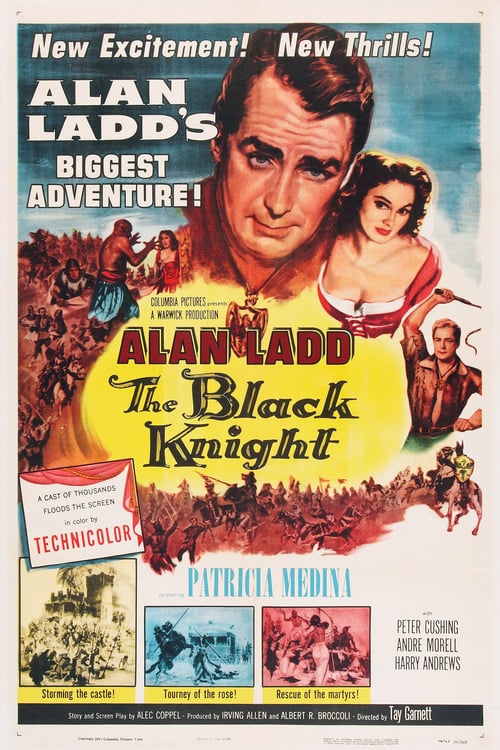 New Excitement! New Thrills!
ALAN
LADD'S
BIGGEST
ADVENTURE!
COLUMBIA PICTURES presents
A WARWICK PRODUCTION
ALAN LADD
The Black
Knight
A CAST OF THOUSANDS
FLOODS THE SCREEN
in color by
TECHNICOLOR
co-starring PATRICIA MEDINA
with
PETER CUSHING
ANDRE MORELL
HARRY ANDREWS
Storming the castle!
Tourney of the rose!
Rescue of the martyrs!
Story and Screen Play by ALEC COPPEL • Produced by IRVING ALLEN and ALBERT R. BROCCOLI • Directed by Tay Garnett